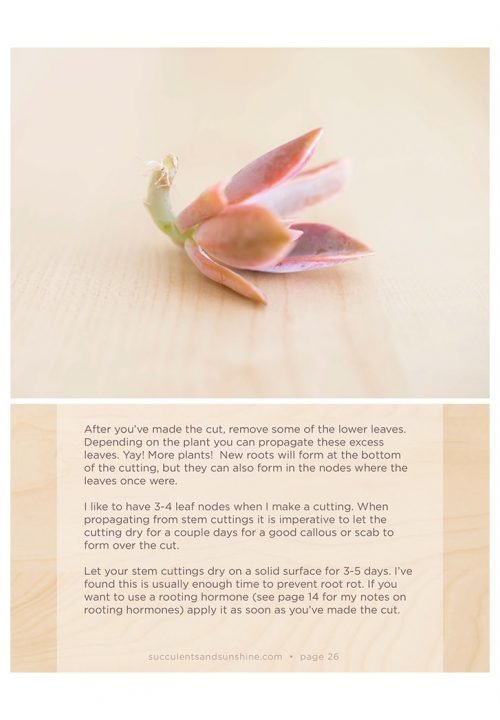 After you've made the cut, remove some of the lower leaves.
Depending on the plant you can propagate these excess
leaves. Yay! More plants!  New roots will form at the bottom
of the cutting, but they can also form in the nodes where the
leaves once were.
I like to have 3-4 leaf nodes when I make a cutting. When
propagating from stem cuttings it is imperative to let the
cutting dry for a couple days for a good callous or scab to
form over the cut.
Let your stem cuttings dry on a solid surface for 3-5 days. I've
found this is usually enough time to prevent root rot. If you
want to use a rooting hormone (see page 14 for my notes on
rooting hormones) apply it as soon as you've made the cut.
succulentsandsunshine.com • page 26